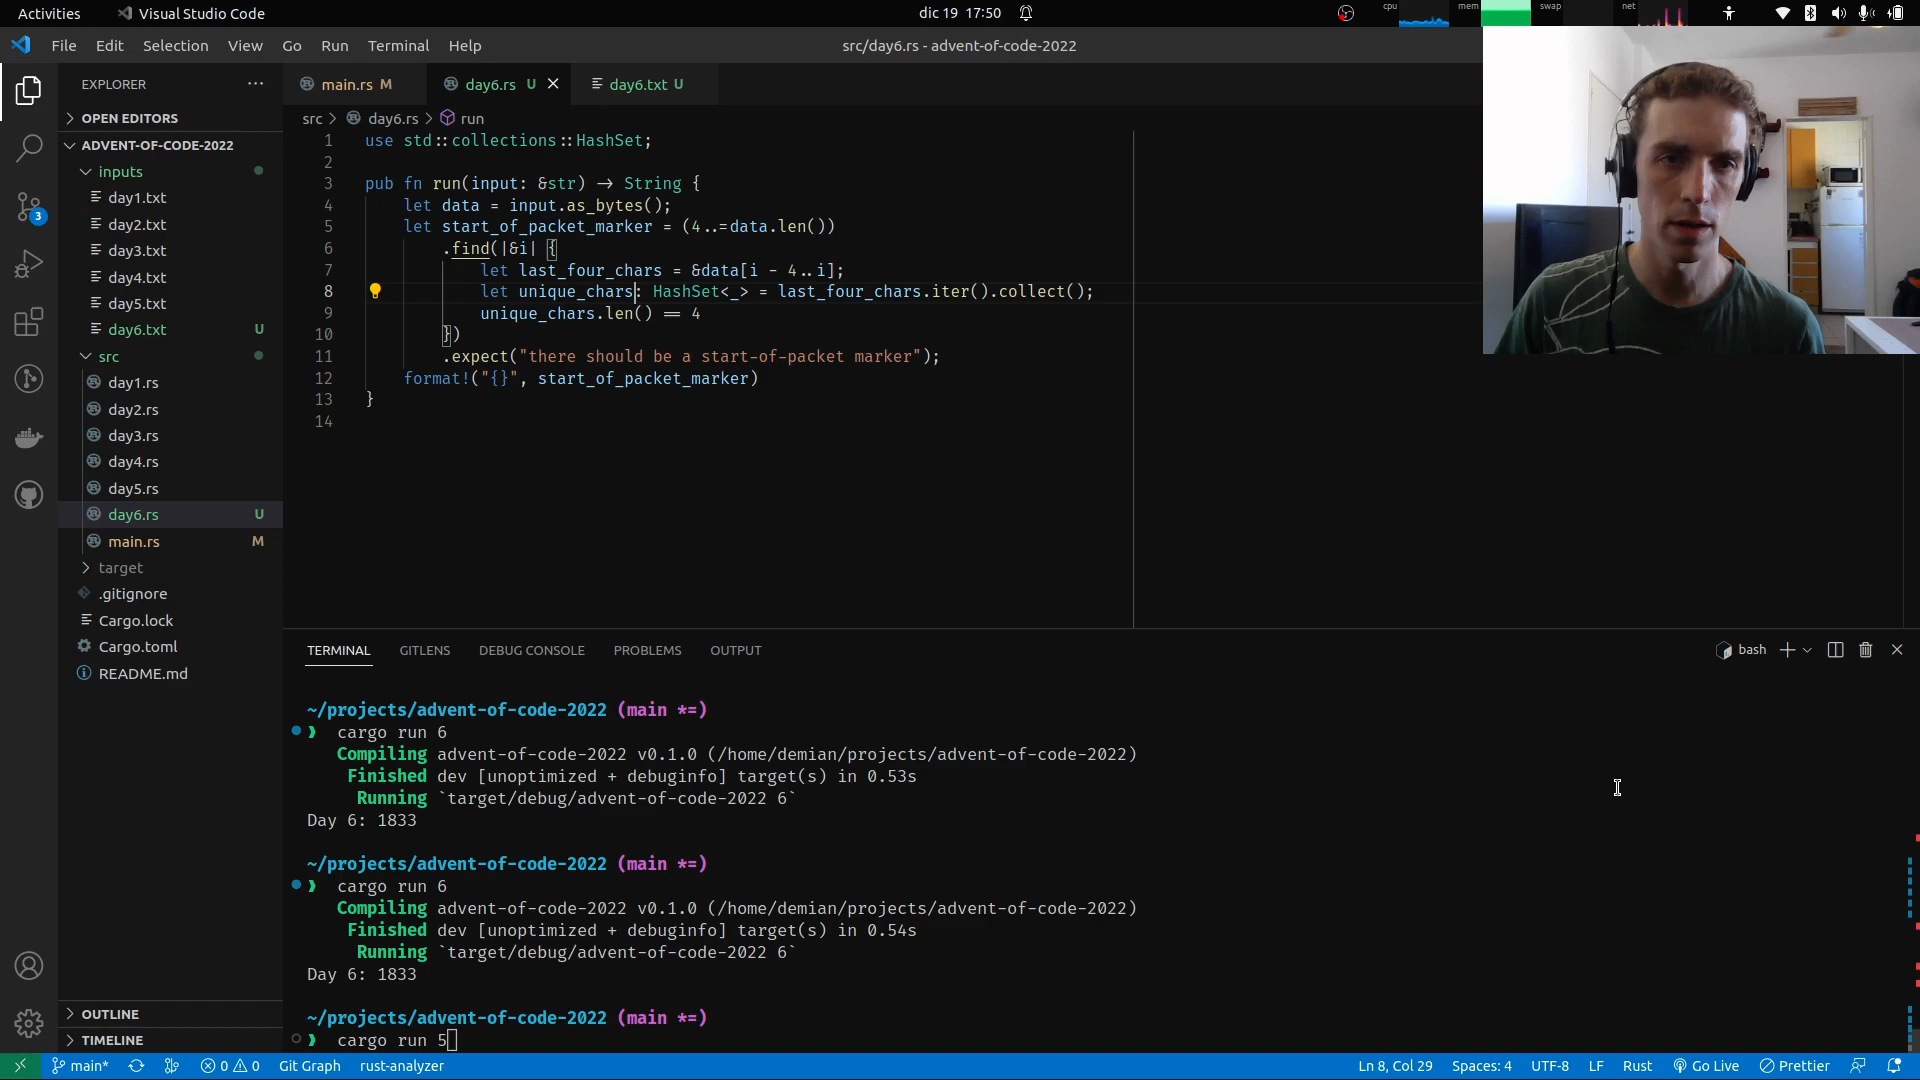 Activities
Visual Studio Code
dic 19 17:50
cpu
mem
swap
net
File Edit Selection View Go Run Terminal Help
src/day6.rs - advent-of-code-2022
EXPLORER
OPEN EDITORS
ADVENT-OF-CODE-2022
inputs
day1.txt
day2.txt
day3.txt
day4.txt
day5.txt
day6.txt U
src
day1.rs
day2.rs
day3.rs
day4.rs
day5.rs
day6.rs U
main.rs M
target
.gitignore
Cargo.lock
Cargo.toml
README.md
OUTLINE
TIMELINE
3
main.rs M
day6.rs U
day6.txt U
src > day6.rs > run
1 use std::collections::HashSet;
2
3 pub fn run(input: &str) -> String {
4 let data = input.as_bytes();
5 let start_of_packet_marker = (4..=data.len())
6 .find(|&i| {
7 let last_four_chars = &data[i - 4..i];
8 let unique_chars: HashSet<_> = last_four_chars.iter().collect();
9 unique_chars.len() == 4
10 })
11 .expect("there should be a start-of-packet marker");
12 format!("{}", start_of_packet_marker)
13 }
14
TERMINAL GITLENS DEBUG CONSOLE PROBLEMS OUTPUT
bash
~/projects/advent-of-code-2022 (main *=)
❱ cargo run 6
Compiling advent-of-code-2022 v0.1.0 (/home/demian/projects/advent-of-code-2022)
Finished dev [unoptimized + debuginfo] target(s) in 0.53s
Running `target/debug/advent-of-code-2022 6`
Day 6: 1833
~/projects/advent-of-code-2022 (main *=)
❱ cargo run 6
Compiling advent-of-code-2022 v0.1.0 (/home/demian/projects/advent-of-code-2022)
Finished dev [unoptimized + debuginfo] target(s) in 0.54s
Running `target/debug/advent-of-code-2022 6`
Day 6: 1833
~/projects/advent-of-code-2022 (main *=)
❱ cargo run 5
main*
0 0
Git Graph
rust-analyzer
Ln 8, Col 29
Spaces: 4
UTF-8
LF
Rust
Go Live
Prettier